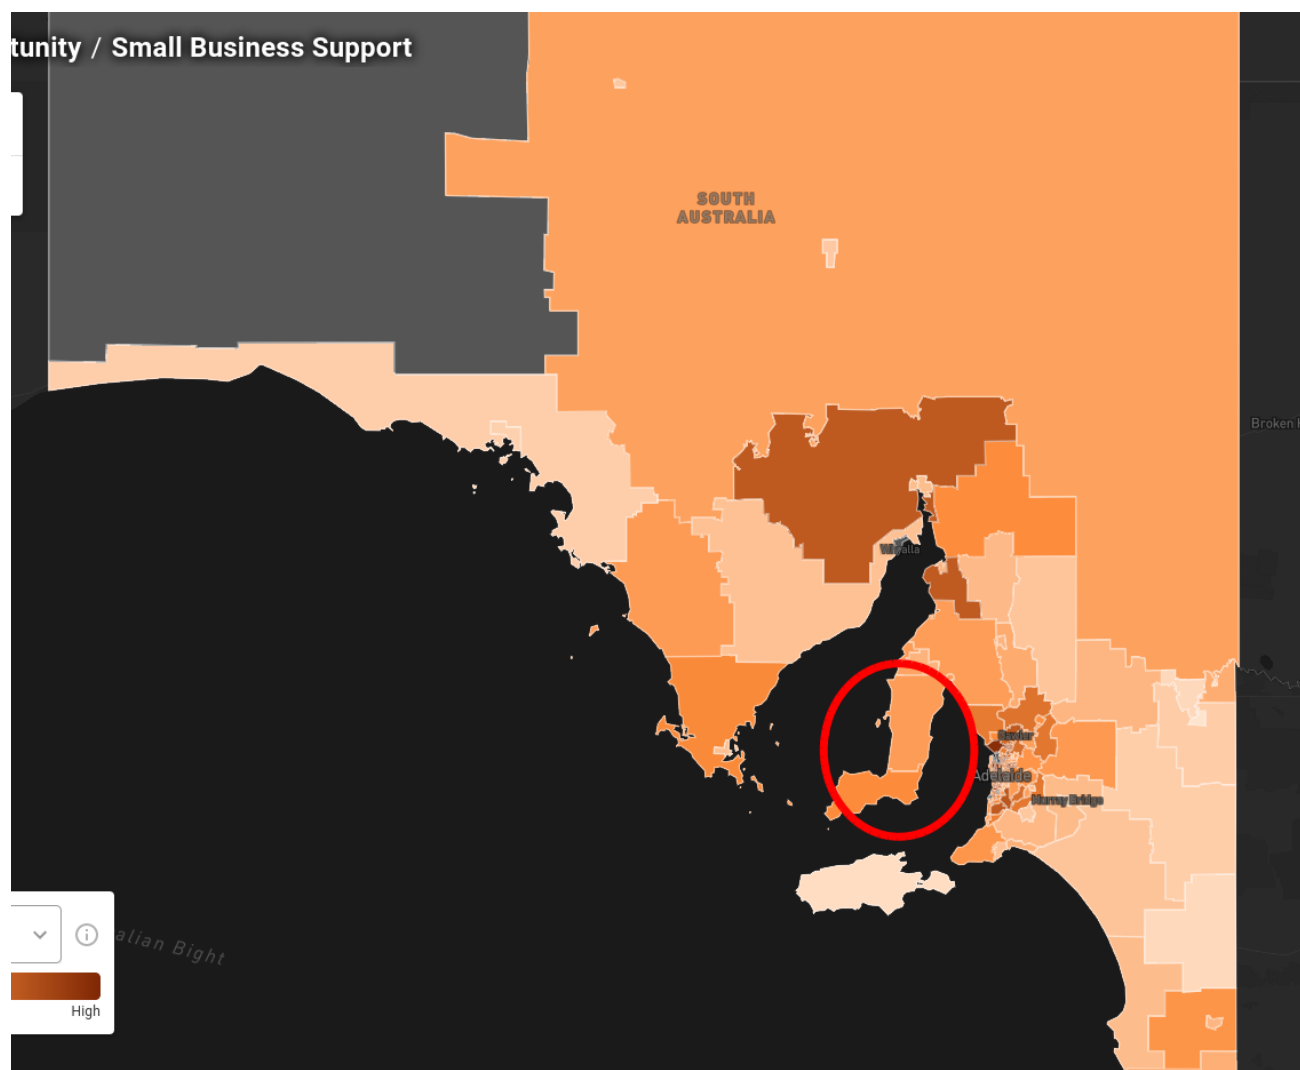 tunity / Small Business Support
SOUTH
AUSTRALIA
Broken
Whyalla
Gawler
Adelaide
Murray Bridge
alian Bight
High